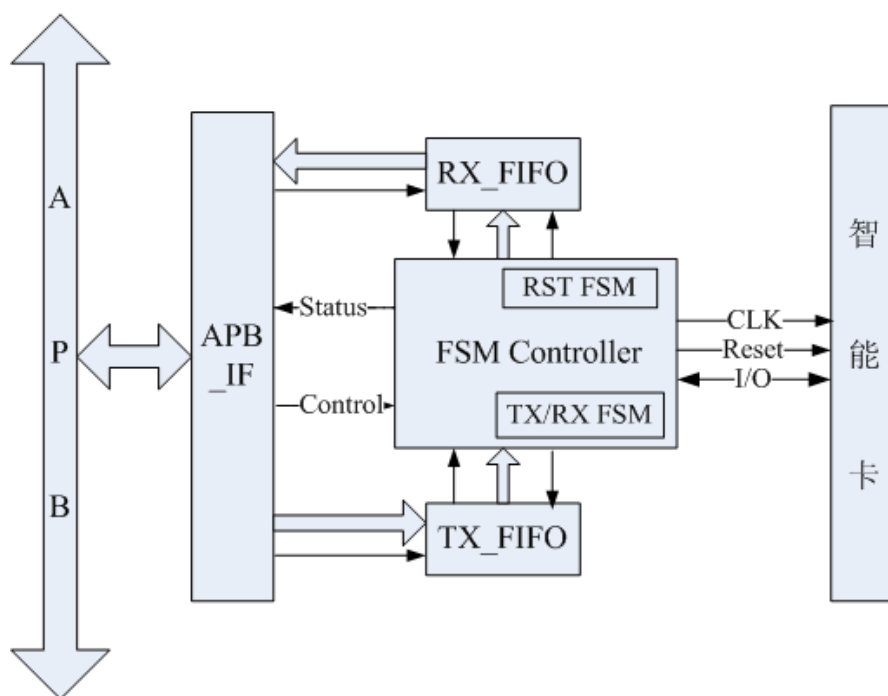 A
P
B
APB
_IF
RX_FIFO
Status
Control
RST FSM
FSM Controller
TX/RX FSM
TX_FIFO
CLK
Reset
I/O
智
能
卡